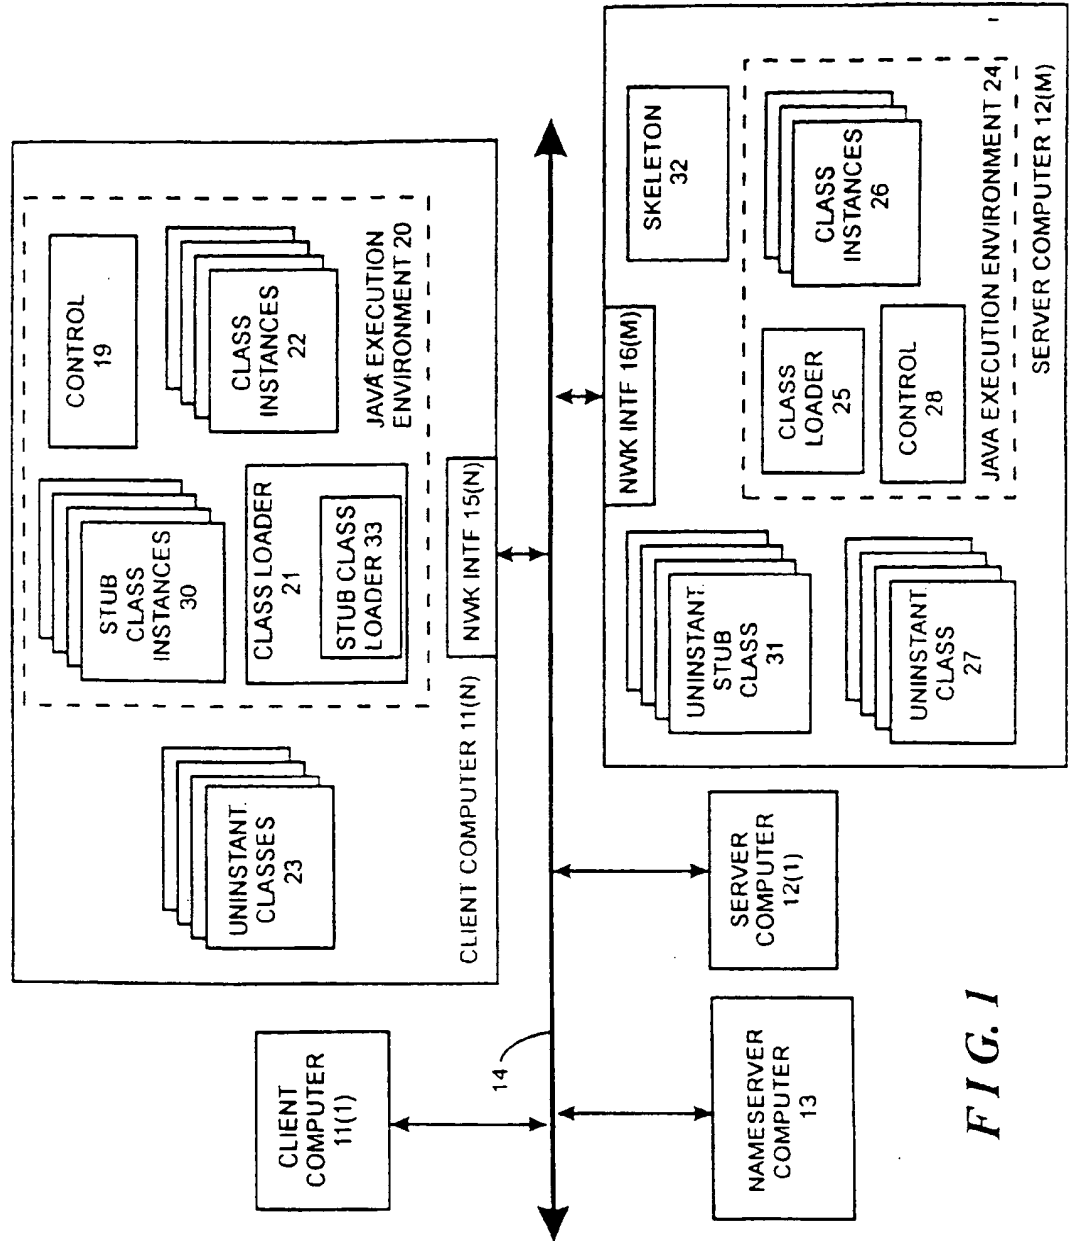 CLIENT
COMPUTER
11(1)
UNINSTANT.
CLASSES
23
STUB
CLASS
INSTANCES
30
CONTROL
19
CLASS LOADER
21
STUB CLASS
LOADER 33
CLASS
INSTANCES
22
JAVA EXECUTION
ENVIRONMENT 20
CLIENT COMPUTER 11(N)
NWK INTF 15(N)
14
NAMESERVER
COMPUTER
13
SERVER
COMPUTER
12(1)
NWK INTF 16(M)
SKELETON
32
UNINSTANT.
STUB
CLASS
31
UNINSTANT.
CLASS
27
CLASS
LOADER
25
CLASS
INSTANCES
26
CONTROL
28
JAVA EXECUTION ENVIRONMENT 24
SERVER COMPUTER 12(M)
FIG. 1